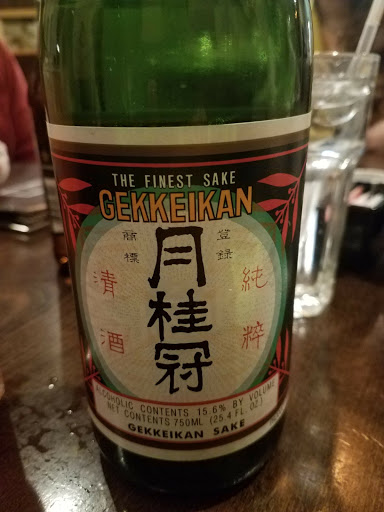 THE FINEST SAKE
GEKKEIKAN
登録
商標
月桂冠
純粋
清酒
ALCOHOLIC CONTENTS 15.6% BY VOLUME
NET CONTENTS 750ML (25.4 FL. OZ.)
GEKKEIKAN SAKE